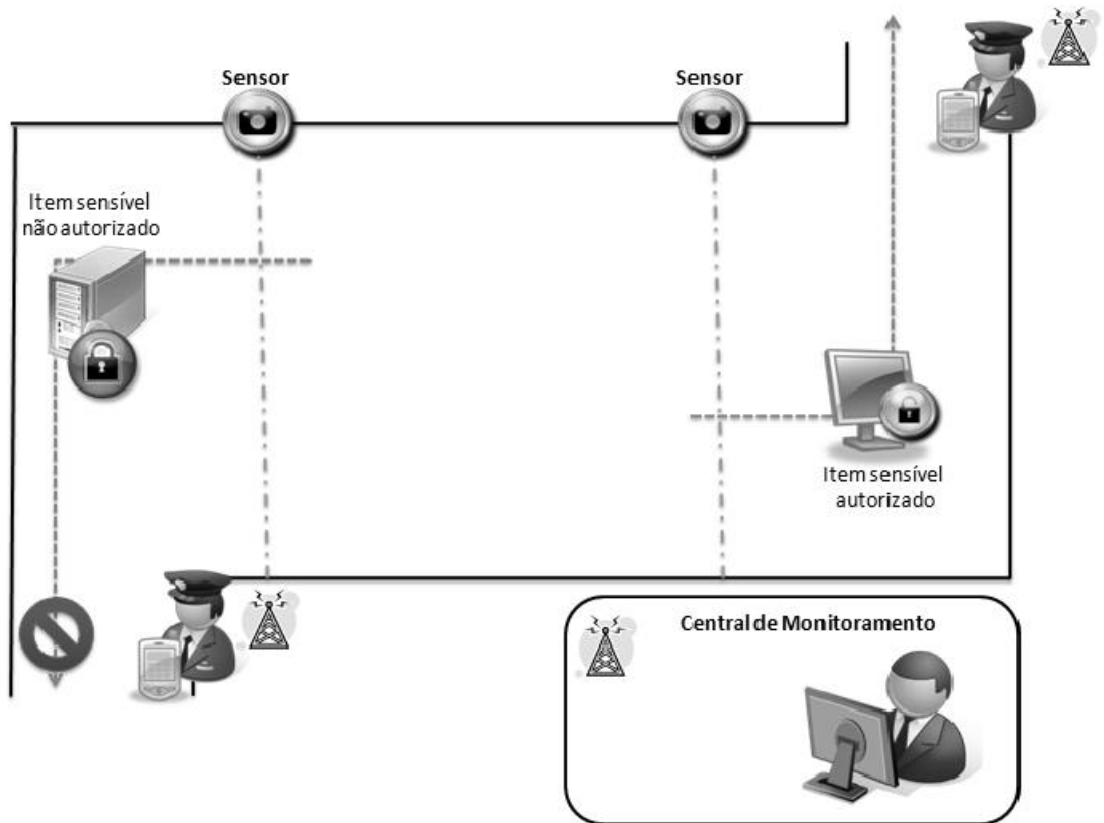 Sensor
Sensor
Item sensível
não autorizado
Item sensível
autorizado
Central de Monitoramento